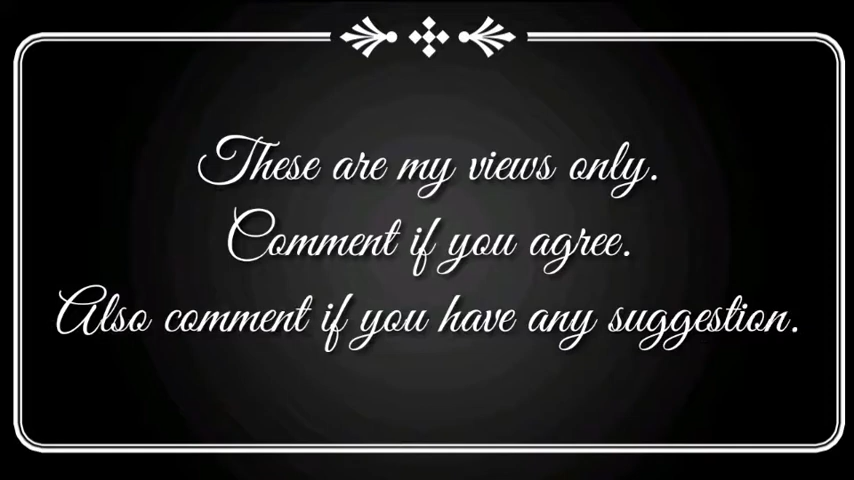 These are my views only.
Comment if you agree.
Also comment if you have any suggestion.